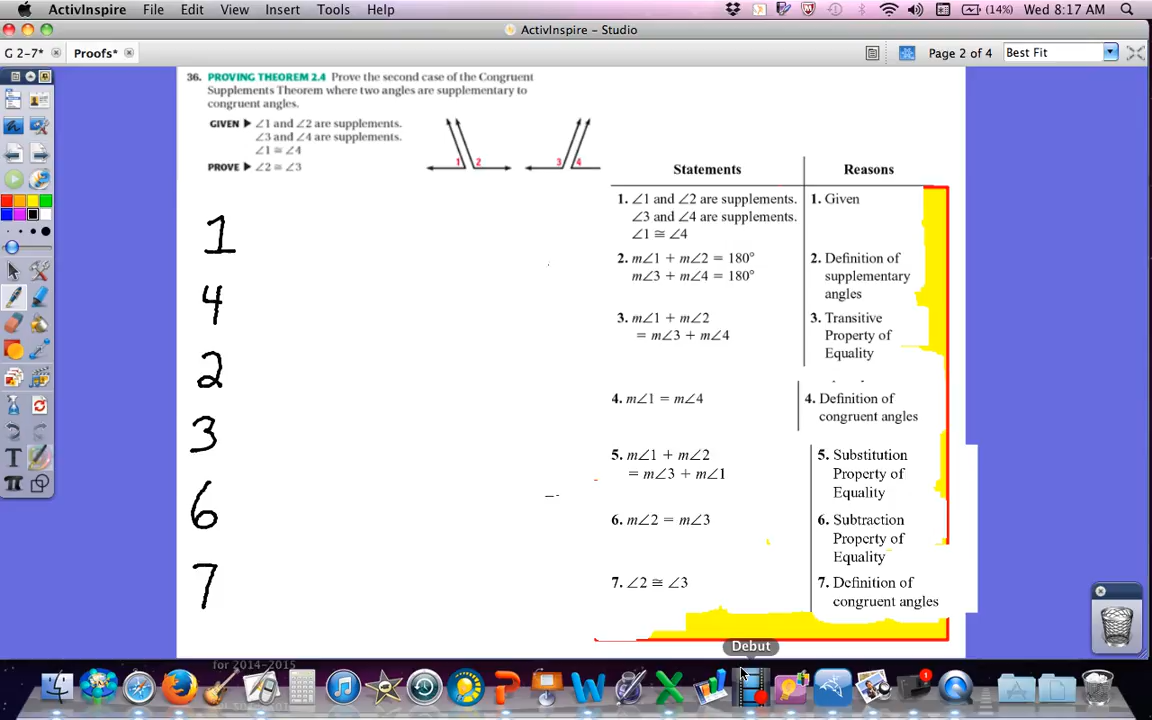 ActivInspire File Edit View Insert Tools Help (14%) Wed 8:17 AM
ActivInspire – Studio
G 2-7* Proofs* Page 2 of 4 Best Fit
36. PROVING THEOREM 2.4 Prove the second case of the Congruent
Supplements Theorem where two angles are supplementary to
congruent angles.
GIVEN ▶ ∠1 and ∠2 are supplements.
∠3 and ∠4 are supplements.
∠1 ≅ ∠4
PROVE ▶ ∠2 ≅ ∠3
1 2 3 4
Statements Reasons
1. ∠1 and ∠2 are supplements. 1. Given
∠3 and ∠4 are supplements.
∠1 ≅ ∠4
2. m∠1 + m∠2 = 180° 2. Definition of
m∠3 + m∠4 = 180° supplementary
angles
3. m∠1 + m∠2 3. Transitive
= m∠3 + m∠4 Property of
Equality
4. m∠1 = m∠4 4. Definition of
congruent angles
5. m∠1 + m∠2 5. Substitution
= m∠3 + m∠1 Property of
Equality
6. m∠2 = m∠3 6. Subtraction
Property of
Equality
7. ∠2 ≅ ∠3 7. Definition of
congruent angles
1
4
2
3
6
7
Debut
for 2014-2015
1